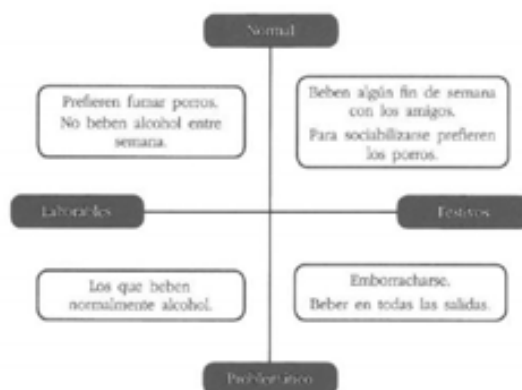 Normal
Prefieren fumar porros.
No beben alcohol entre
semana.
Beben algún fin de semana
con los amigos.
Para sociabilizarse prefieren
los porros.
Laborables
Festivos
Los que beben
normalmente alcohol.
Emborracharse.
Beber en todas las salidas.
Problemático